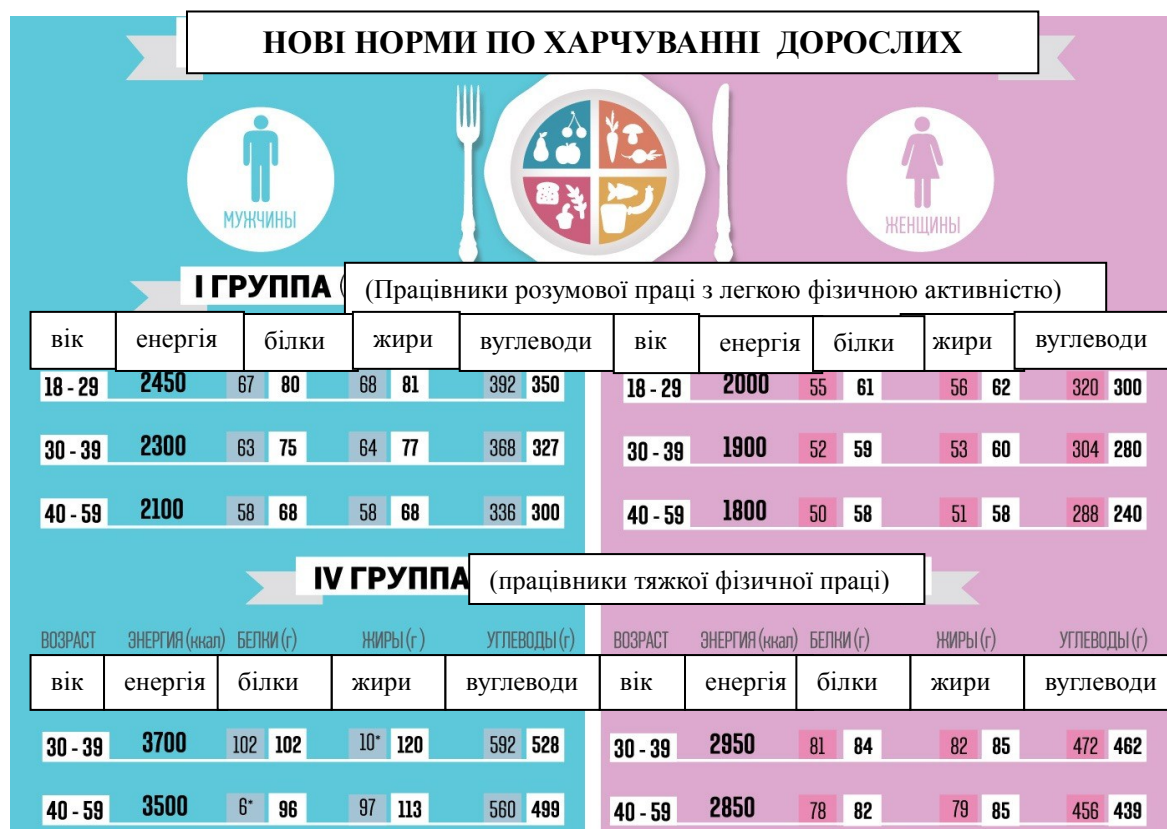 НОВІ НОРМИ ПО ХАРЧУВАННІ ДОРОСЛИХ
МУЖЧИНЫ
ЖЕНЩИНЫ
I ГРУППА (Працівники розумової праці з легкою фізичною активністю)
вік енергія білки жири вуглеводи вік енергія білки жири вуглеводи
18 - 29 2450 67 80 68 81 392 350 18 - 29 2000 55 61 56 62 320 300
30 - 39 2300 63 75 64 77 368 327 30 - 39 1900 52 59 53 60 304 280
40 - 59 2100 58 68 58 68 336 300 40 - 59 1800 50 58 51 58 288 240
IV ГРУППА (працівники тяжкої фізичної праці)
ВОЗРАСТ ЭНЕРГИЯ (ккал) БЕЛКИ (г) ЖИРЫ (г) УГЛЕВОДЫ (г) ВОЗРАСТ ЭНЕРГИЯ (ккал) БЕЛКИ (г) ЖИРЫ (г) УГЛЕВОДЫ (г)
вік енергія білки жири вуглеводи вік енергія білки жири вуглеводи
30 - 39 3700 102 102 10* 120 592 528 30 - 39 2950 81 84 82 85 472 462
40 - 59 3500 6* 96 97 113 560 499 40 - 59 2850 78 82 79 85 456 439